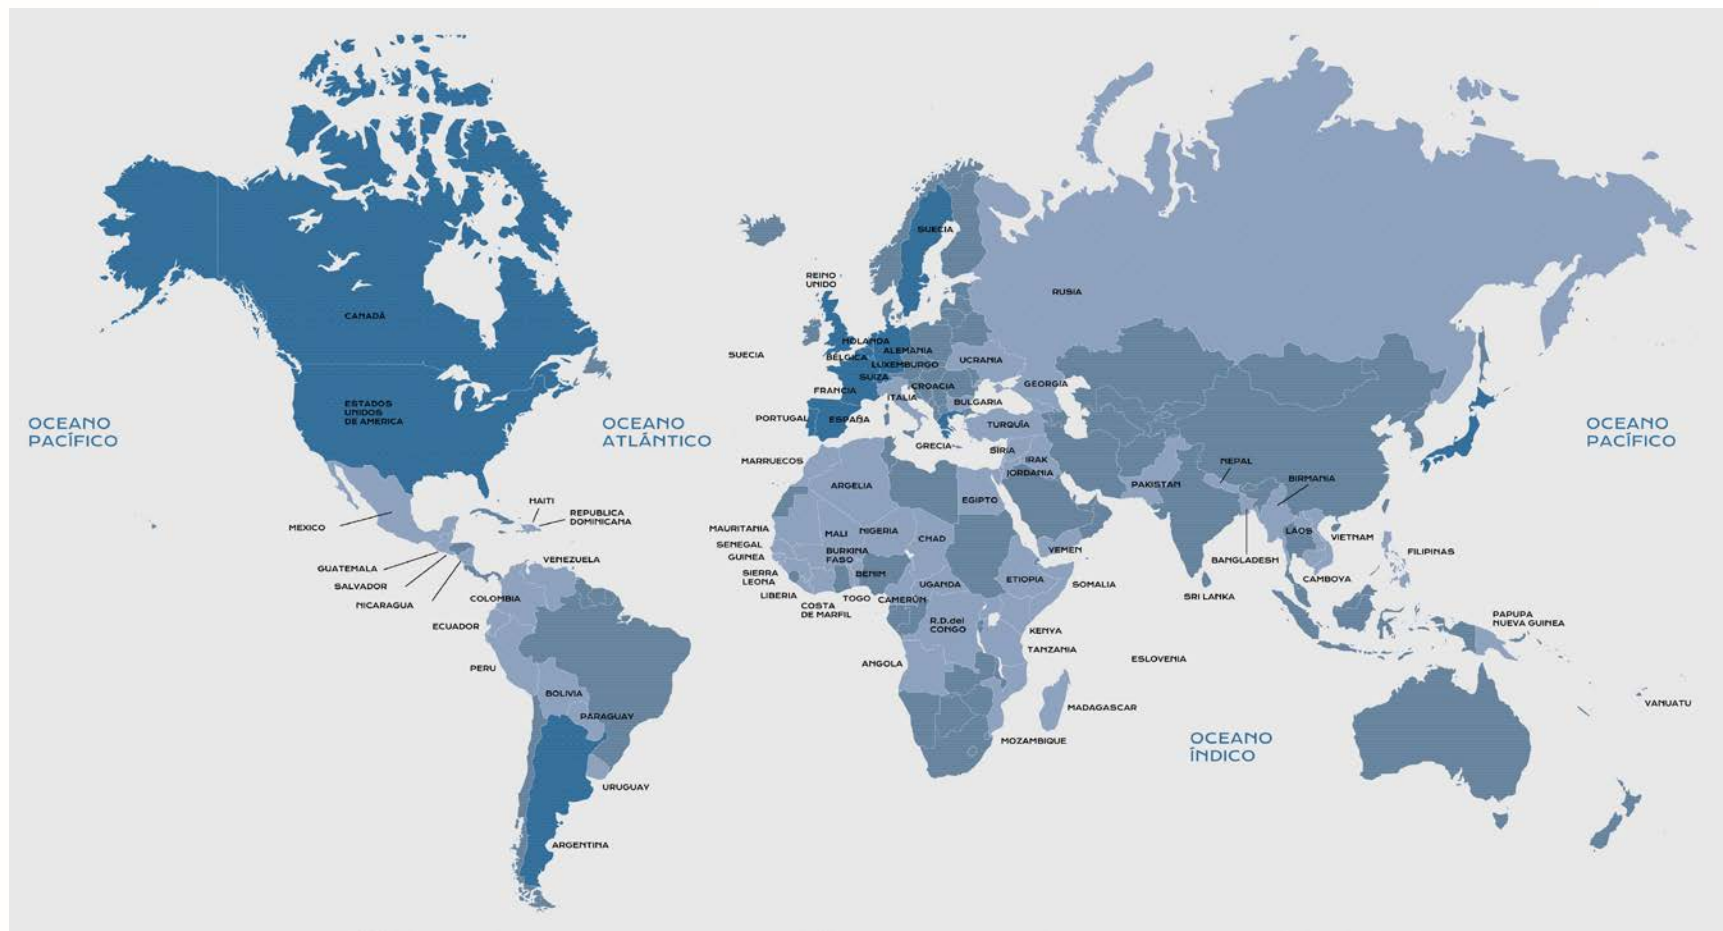 SUECIA
REINO
UNIDO
RUSIA
CANADÁ
HOLANDA
ALEMANIA
SUECIA
BÉLGICA
LUXEMBURGO
UCRANIA
SUIZA
CROACIA
GEORGIA
FRANCIA
ITALIA
BULGARIA
ESTADOS
UNIDOS
DE AMERICA
OCEANO
PACÍFICO
OCEANO
ATLÁNTICO
PORTUGAL
ESPAÑA
TURQUÍA
OCEANO
PACÍFICO
GRECIA
SIRIA
MARRUECOS
IRAK
JORDANIA
NEPAL
BIRMANIA
ARGELIA
PAKISTAN
EGIPTO
HAITI
REPUBLICA
DOMINICANA
MEXICO
MAURITANIA
MALI
NIGERIA
CHAD
LAOS
VIETNAM
SENEGAL
GUINEA
BURKINA
FASO
YEMEN
FILIPINAS
VENEZUELA
BANGLADESH
GUATEMALA
SIERRA
LEONA
BENIM
UGANDA
ETIOPIA
SOMALIA
CAMBOYA
SALVADOR
LIBERIA
COSTA
DE MARFIL
TOGO
CAMERÚN
SRI LANKA
NICARAGUA
COLOMBIA
PAPUPA
NUEVA GUINEA
ECUADOR
R.D.del
CONGO
KENYA
TANZANIA
ESLOVENIA
PERU
ANGOLA
BOLIVIA
MADAGASCAR
VANUATU
PARAGUAY
MOZAMBIQUE
OCEANO
ÍNDICO
URUGUAY
ARGENTINA